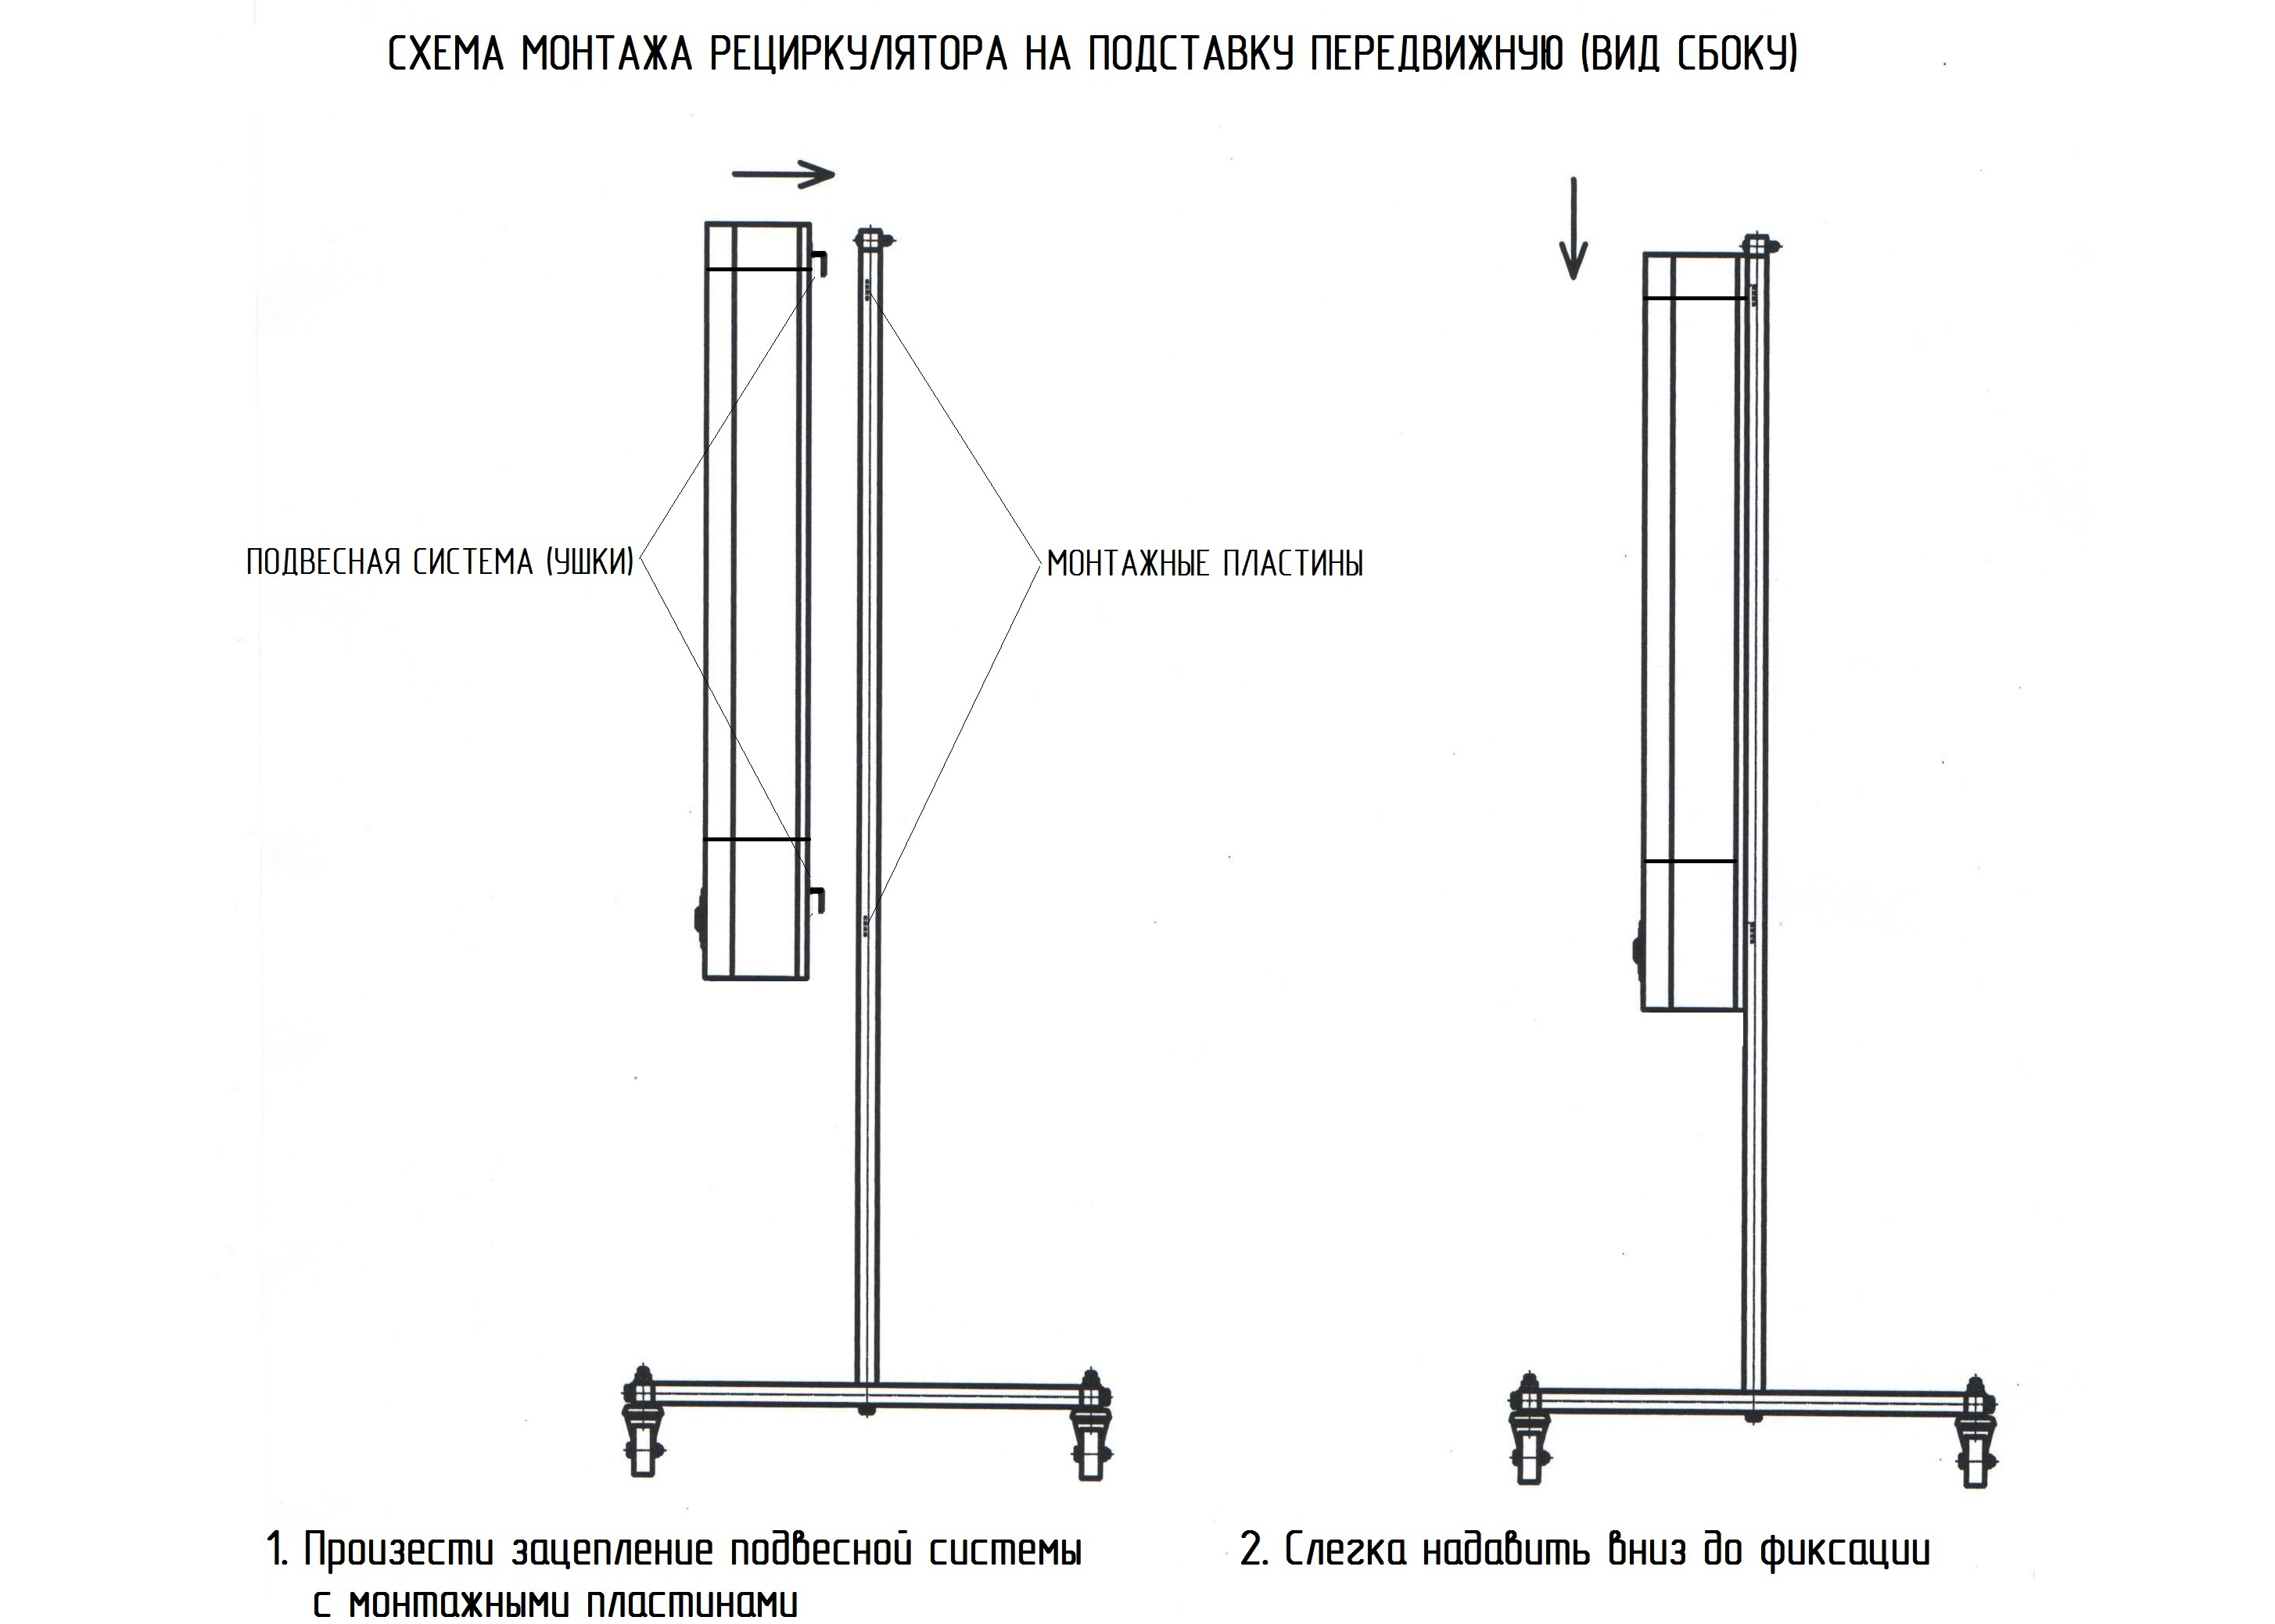 СХЕМА МОНТАЖА РЕЦИРКУЛЯТОРА НА ПОДСТАВКУ ПЕРЕДВИЖНУЮ (ВИД СБОКУ)
ПОДВЕСНАЯ СИСТЕМА (УШКИ)
МОНТАЖНЫЕ ПЛАСТИНЫ
1. Произести зацепление подвесной системы
с монтажными пластинами
2. Слегка надавить вниз до фиксации